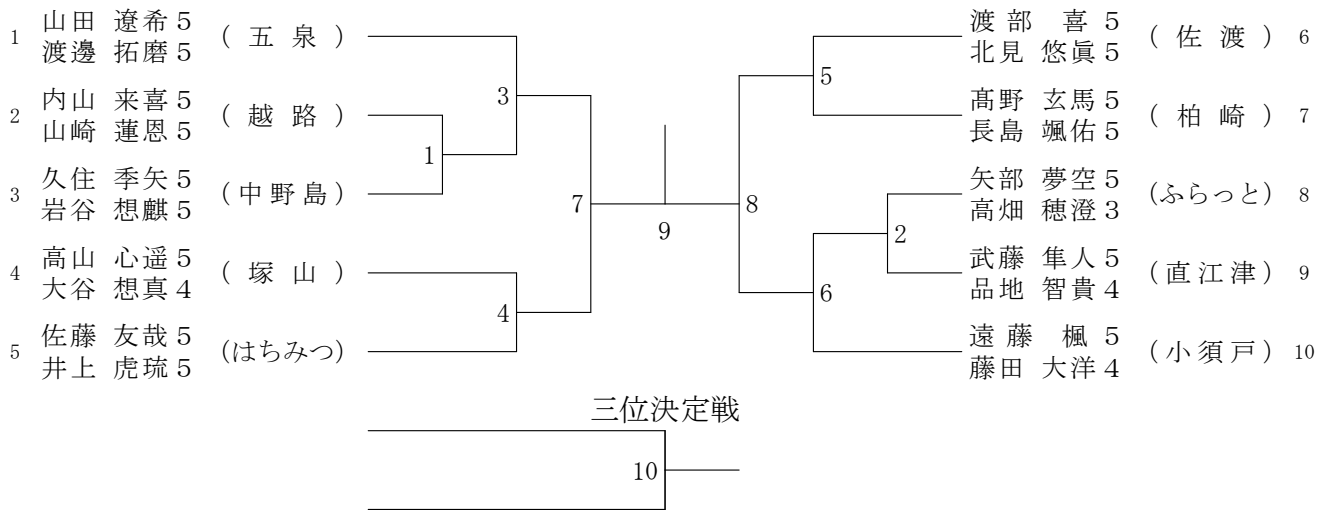 1 山田 遼希 5 (五泉)
渡邊 拓磨 5
2 内山 来喜 5 (越路)
山崎 蓮恩 5
3 久住 季矢 5 (中野島)
岩谷 想麒 5
4 高山 心遥 5 (塚山)
大谷 想真 4
5 佐藤 友哉 5 (はちみつ)
井上 虎琉 5
3
1
7
4
9
8
5
2
6
渡部 喜 5 (佐渡) 6
北見 悠眞 5
髙野 玄馬 5 (柏崎) 7
長島 颯佑 5
矢部 夢空 5 (ふらっと) 8
高畑 穂澄 3
武藤 隼人 5 (直江津) 9
品地 智貴 4
遠藤 楓 5 (小須戸) 10
藤田 大洋 4
三位決定戦
10